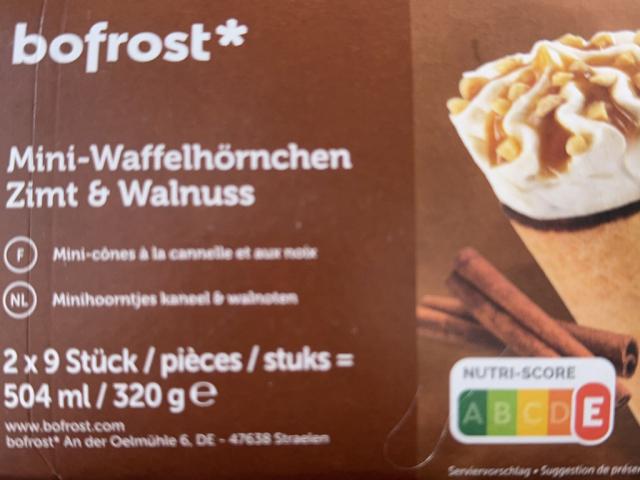 bofrost*
Mini-Waffelhörnchen
Zimt & Walnuss
F Mini-cônes à la cannelle et aux noix
NL Minihoorntjes kaneel & walnoten
2 x 9 Stück / pièces / stuks =
504 ml / 320 g ℮
www.bofrost.com
bofrost* An der Oelmühle 6, DE - 47638 Straelen
NUTRI-SCORE
A B C D E
Serviervorschlag • Suggestion de